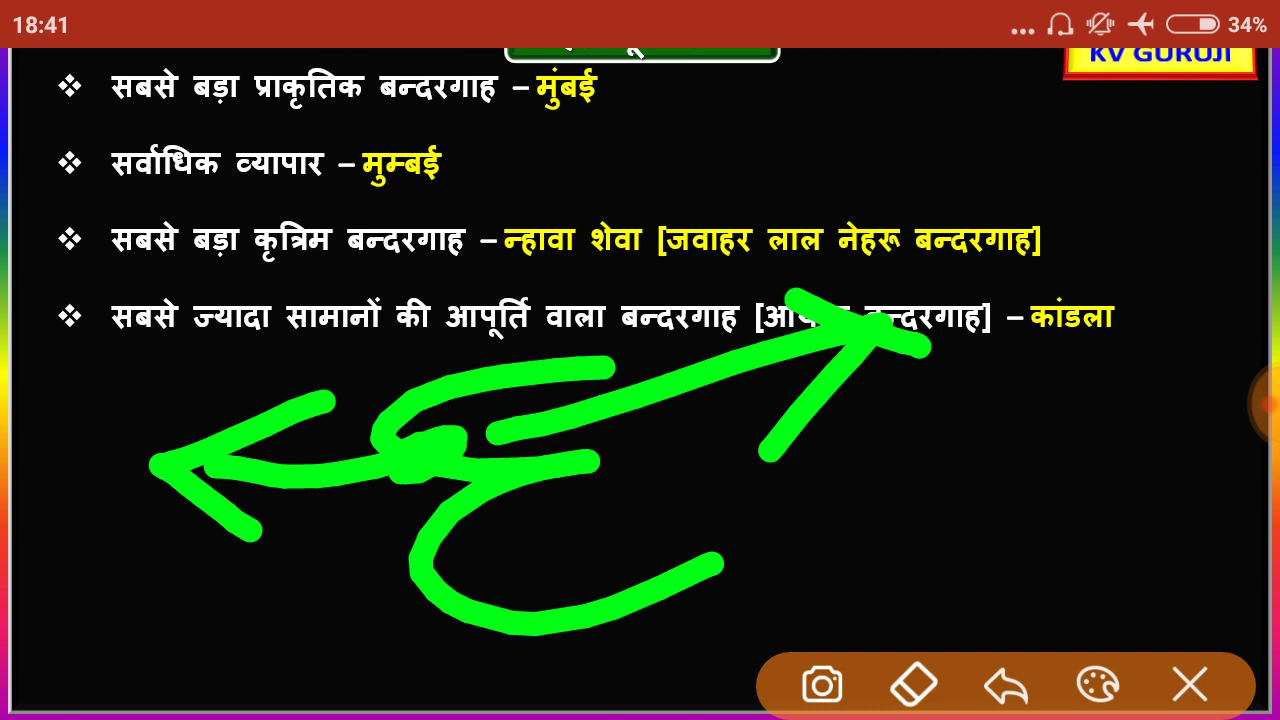 18:41
34%
KV GURUJI
❖ सबसे बड़ा प्राकृतिक बन्दरगाह – मुंबई
❖ सर्वाधिक व्यापार – मुम्बई
❖ सबसे बड़ा कृत्रिम बन्दरगाह – न्हावा शेवा [जवाहर लाल नेहरू बन्दरगाह]
❖ सबसे ज्यादा सामानों की आपूर्ति वाला बन्दरगाह – कांडला